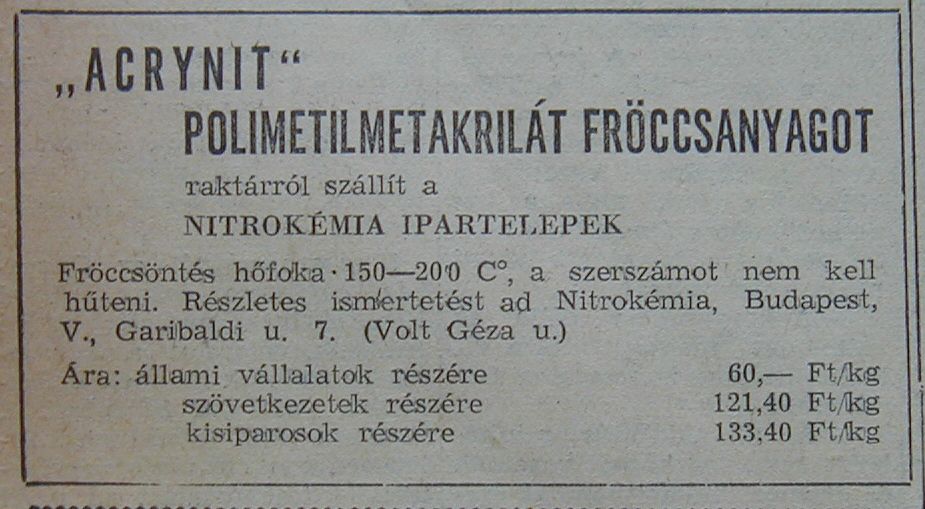 „ACRYNIT“
POLIMETILMETAKRILÁT FRÖCCSANYAGOT
raktárról szállít a
NITROKÉMIA IPARTELEPEK
Fröccsöntés hőfoka 150—200 C°, a szerszámot nem kell
hűteni. Részletes ismertetést ad Nitrokémia, Budapest,
V., Garibaldi u. 7. (Volt Géza u.)
Ára: állami vállalatok részére 60,— Ft/kg
szövetkezetek részére 121,40 Ft/kg
kisiparosok részére 133,40 Ft/kg